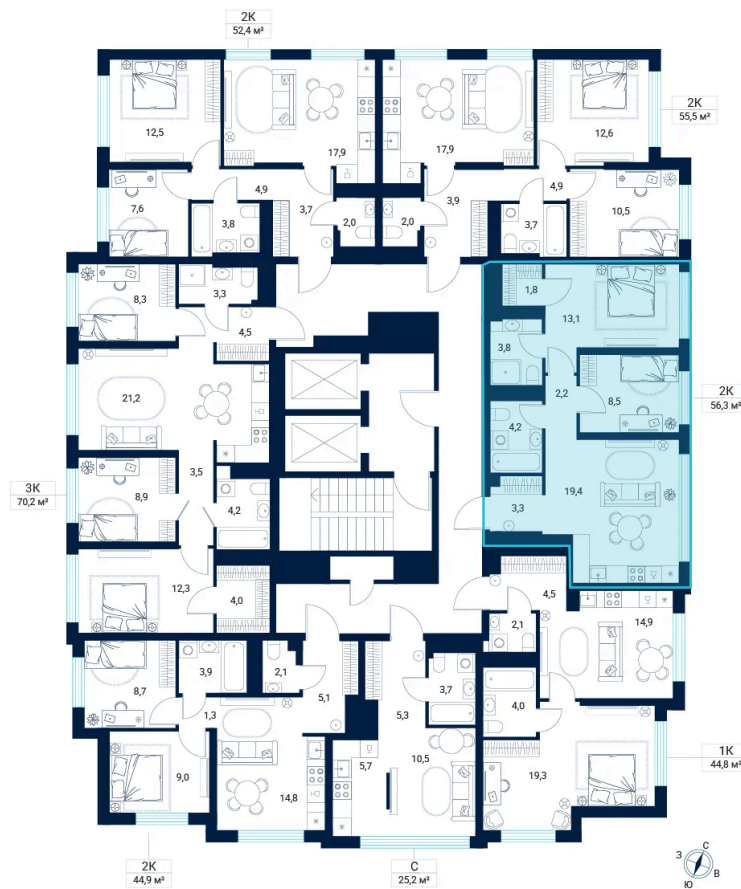 2К
52,4 м²
2К
55,5 м²
12,5
17,9
17,9
12,6
7,6
4,9
3,8
3,7
2,0
2,0
3,9
4,9
3,7
10,5
8,3
3,3
4,5
1,8
13,1
3,8
2К
56,3 м²
21,2
2,2
8,5
4,2
3К
70,2 м²
8,9
3,5
4,2
19,4
3,3
12,3
4,0
4,5
2,1
14,9
8,7
3,9
2,1
5,1
5,3
3,7
4,0
1,3
9,0
14,8
5,7
10,5
19,3
1К
44,8 м²
2К
44,9 м²
С
25,2 м²
С
З
В
Ю